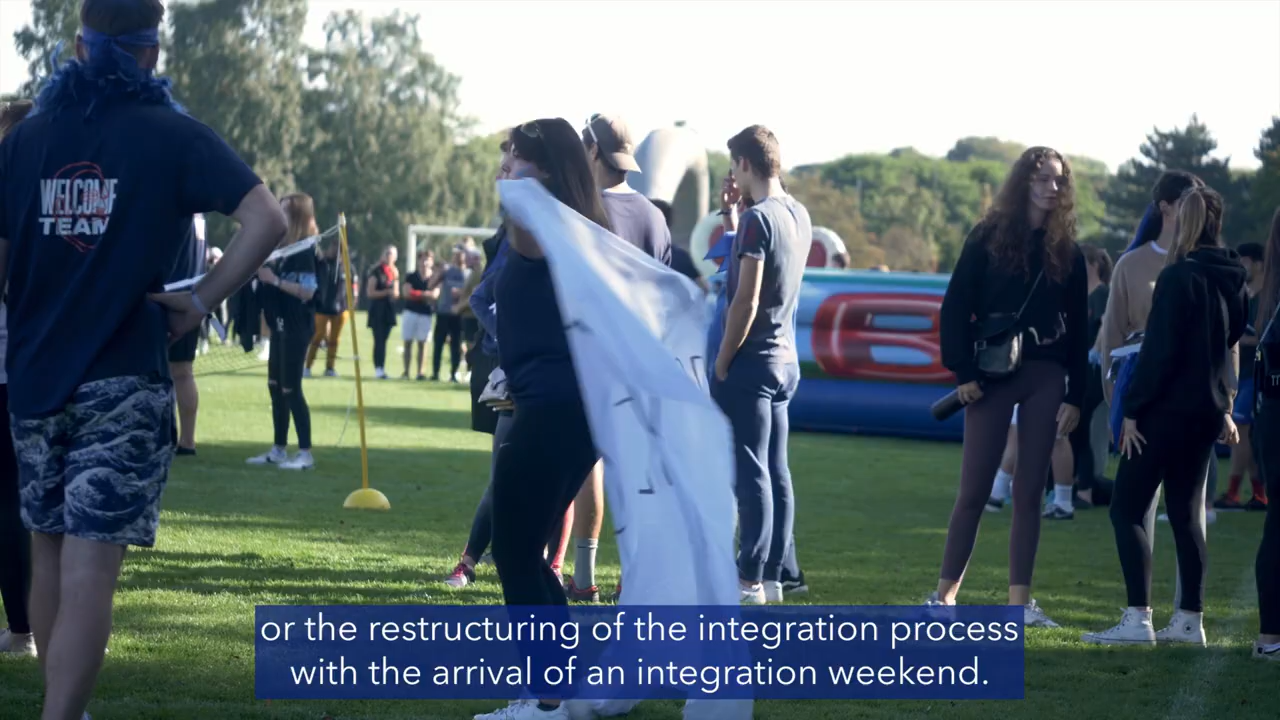 WELCOME
TEAM
B
or the restructuring of the integration process
with the arrival of an integration weekend.